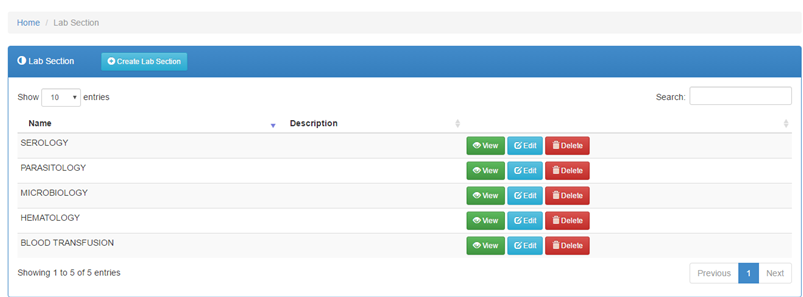 Home / Lab Section
Lab Section Create Lab Section
Show 10 entries Search:
Name Description
SEROLOGY View Edit Delete
PARASITOLOGY View Edit Delete
MICROBIOLOGY View Edit Delete
HEMATOLOGY View Edit Delete
BLOOD TRANSFUSION View Edit Delete
Showing 1 to 5 of 5 entries Previous 1 Next